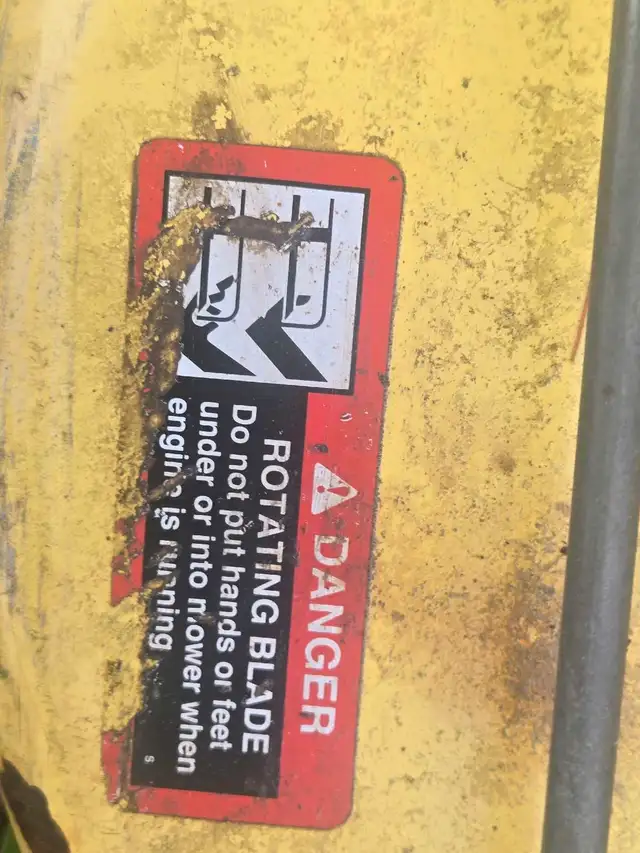 DANGER
ROTATING BLADE
Do not put hands or feet
under or into mower when
engine is running
s